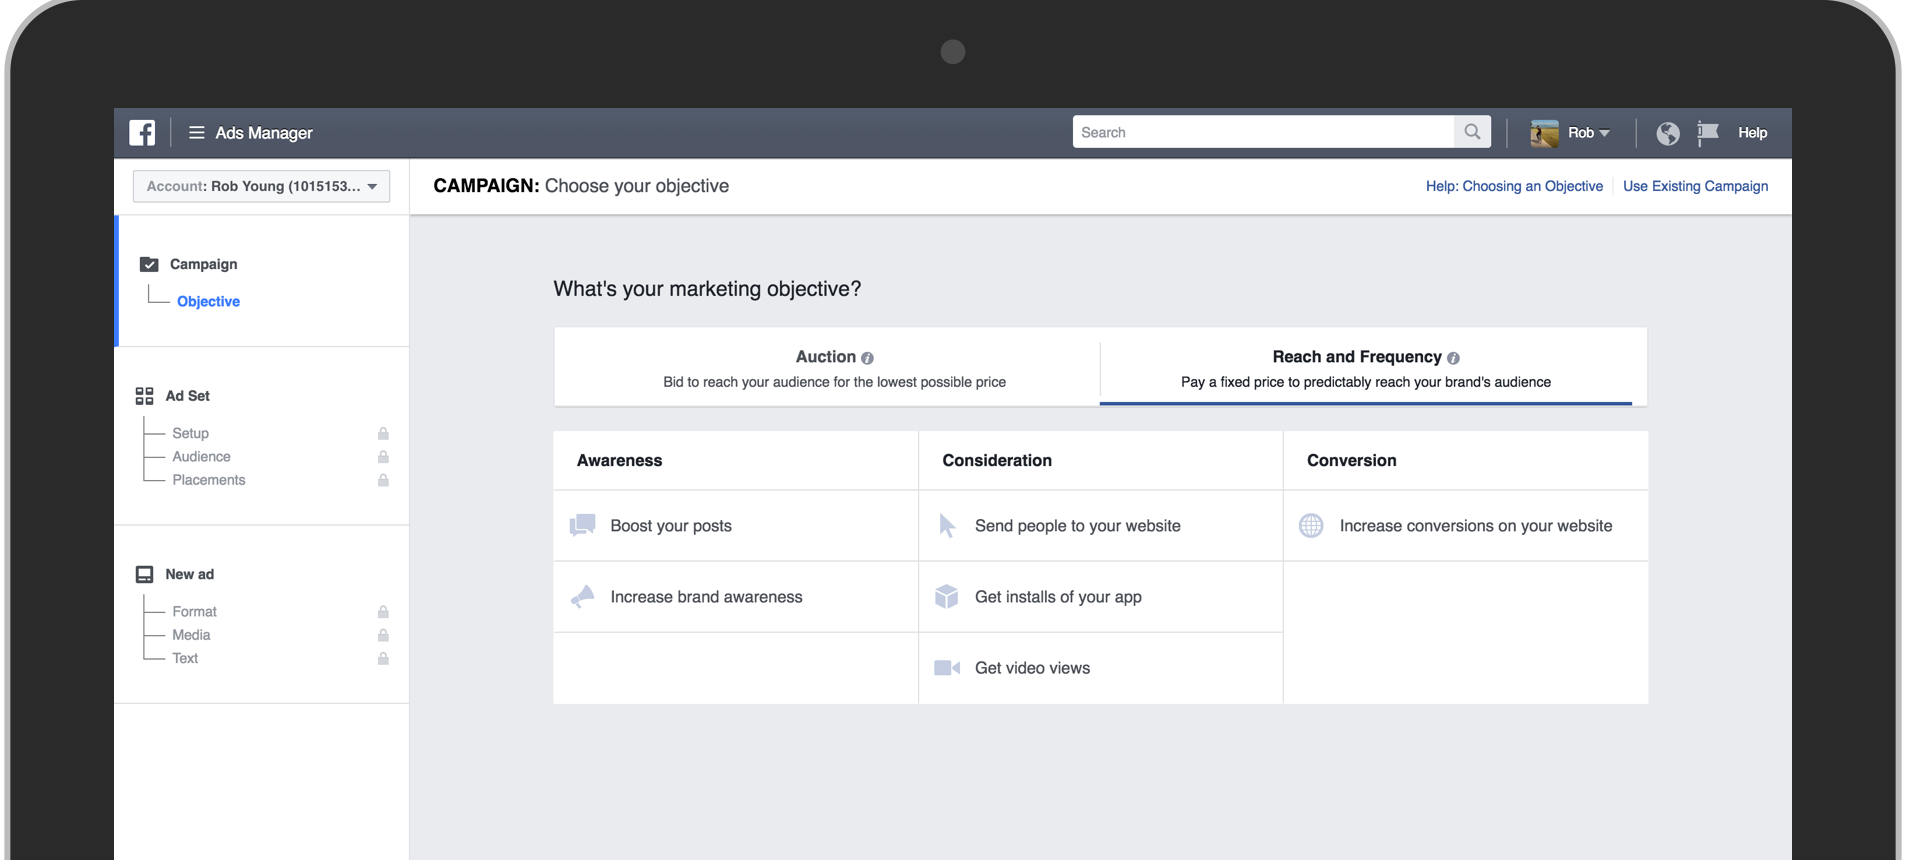 Ads Manager
Search
Rob
Help
Account: Rob Young (1015153...
CAMPAIGN: Choose your objective
Help: Choosing an Objective
Use Existing Campaign
Campaign
Objective
Ad Set
Setup
Audience
Placements
New ad
Format
Media
Text
What's your marketing objective?
Auction
Bid to reach your audience for the lowest possible price
Reach and Frequency
Pay a fixed price to predictably reach your brand's audience
Awareness
Consideration
Conversion
Boost your posts
Send people to your website
Increase conversions on your website
Increase brand awareness
Get installs of your app
Get video views